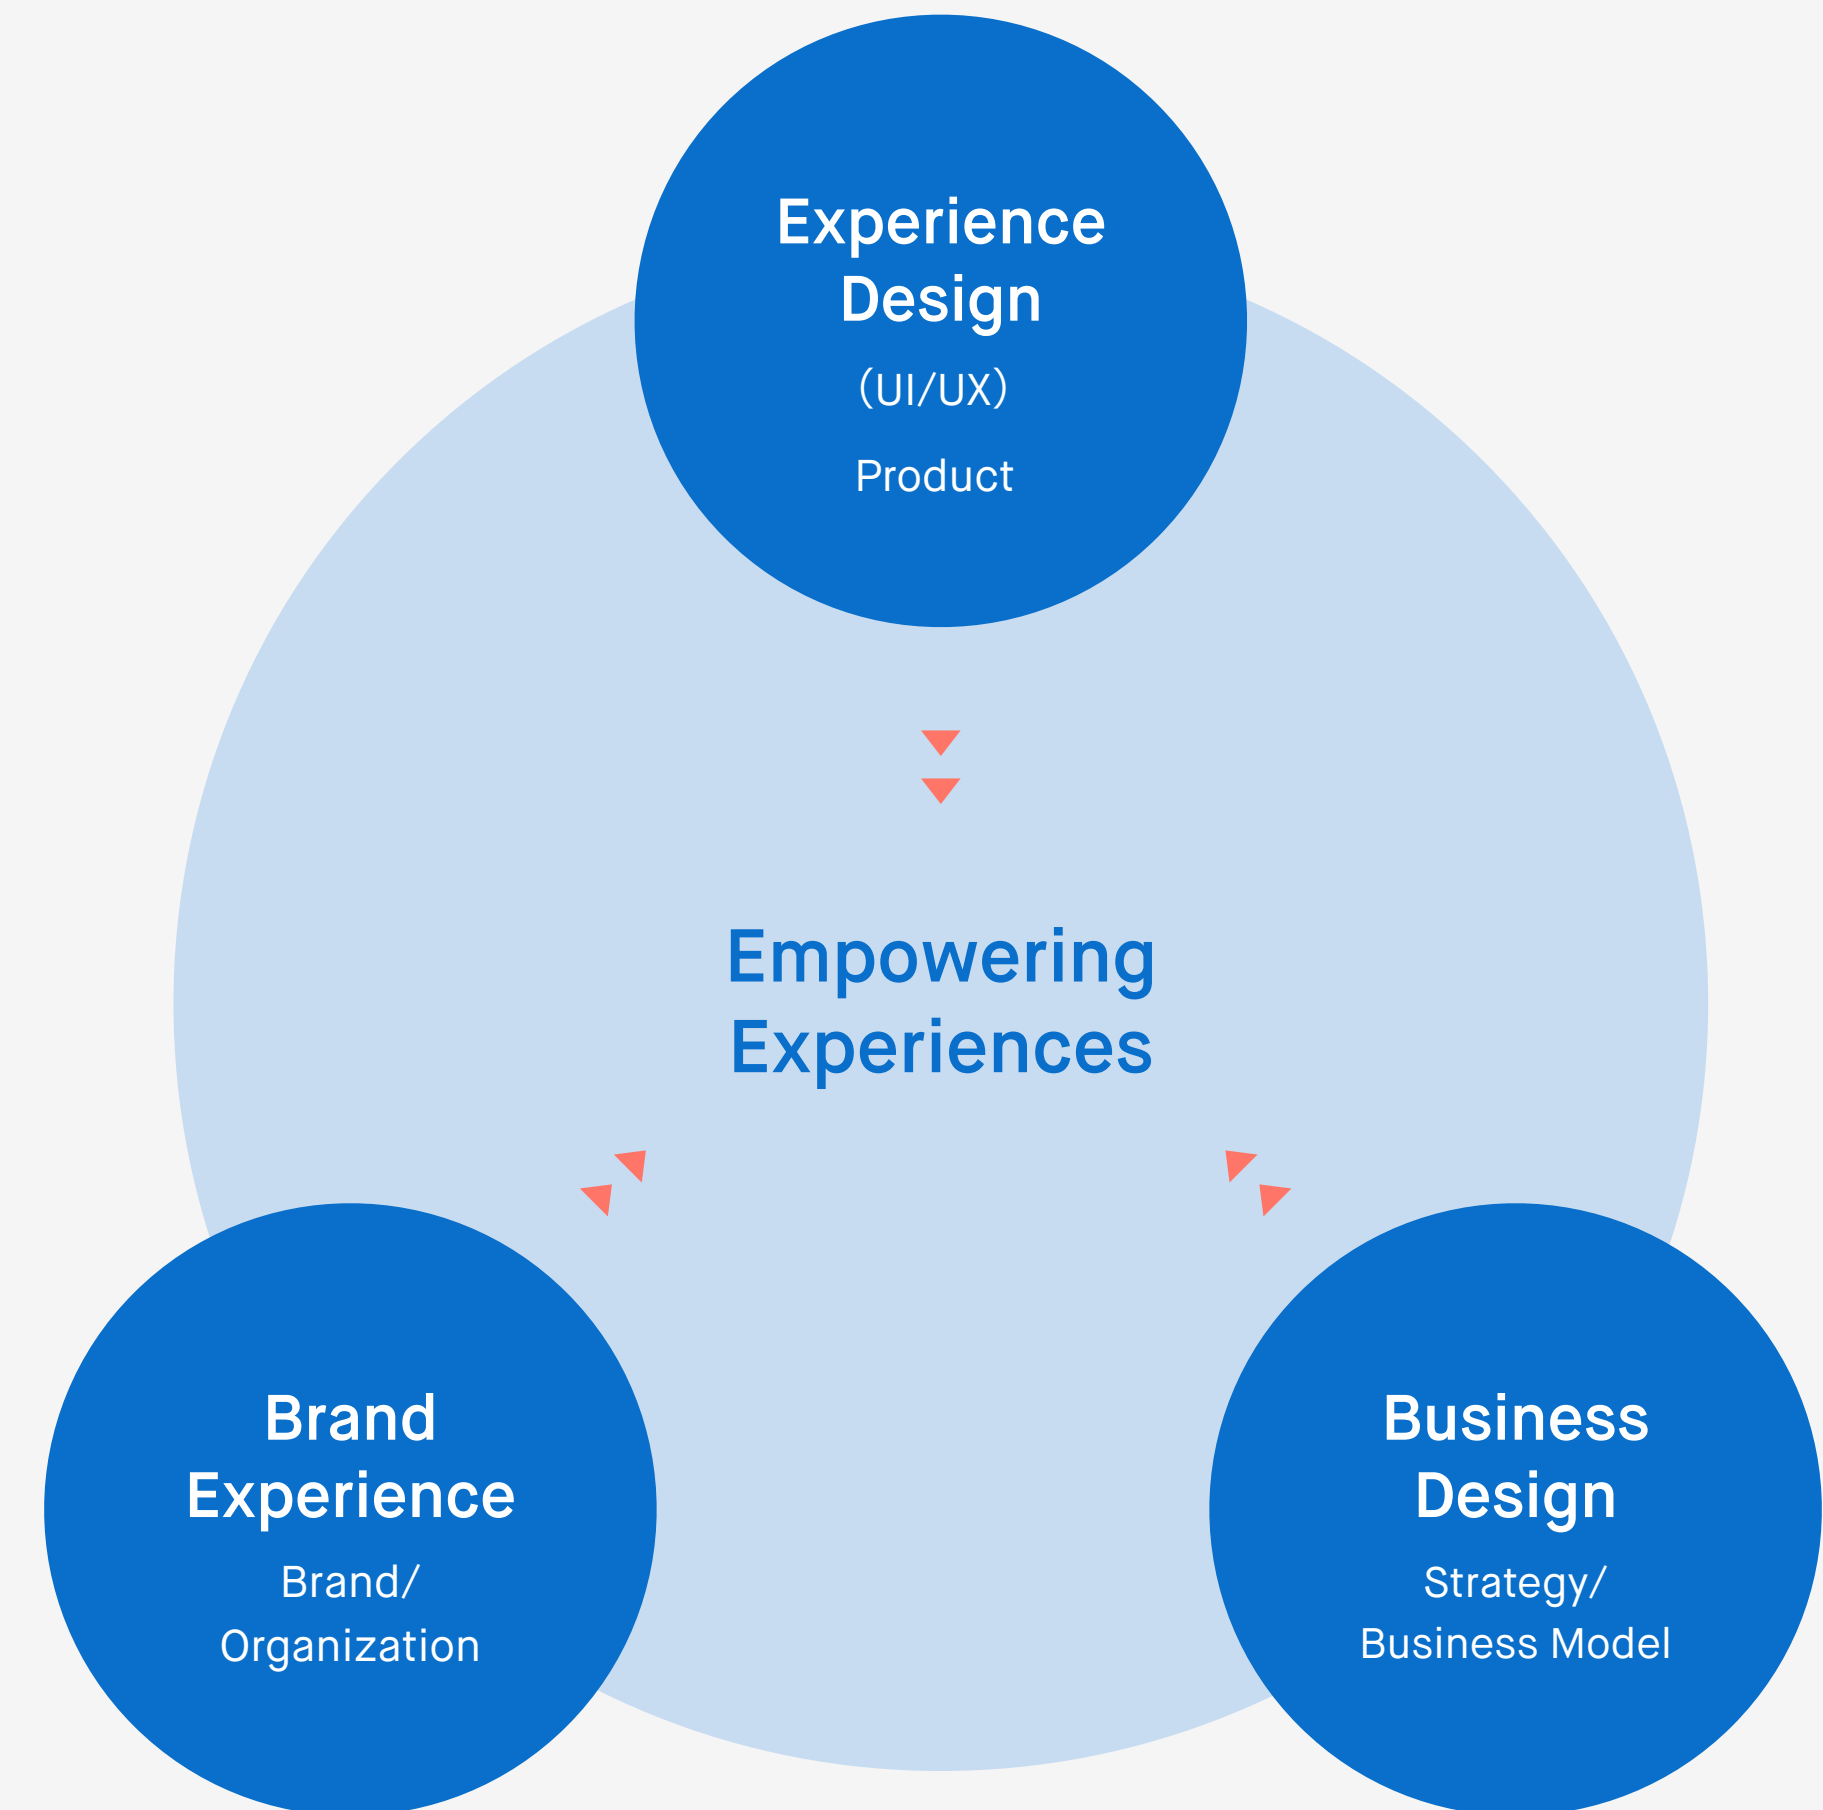 Experience
Design
(UI/UX)
Product
Empowering
Experiences
Brand
Experience
Brand/
Organization
Business
Design
Strategy/
Business Model